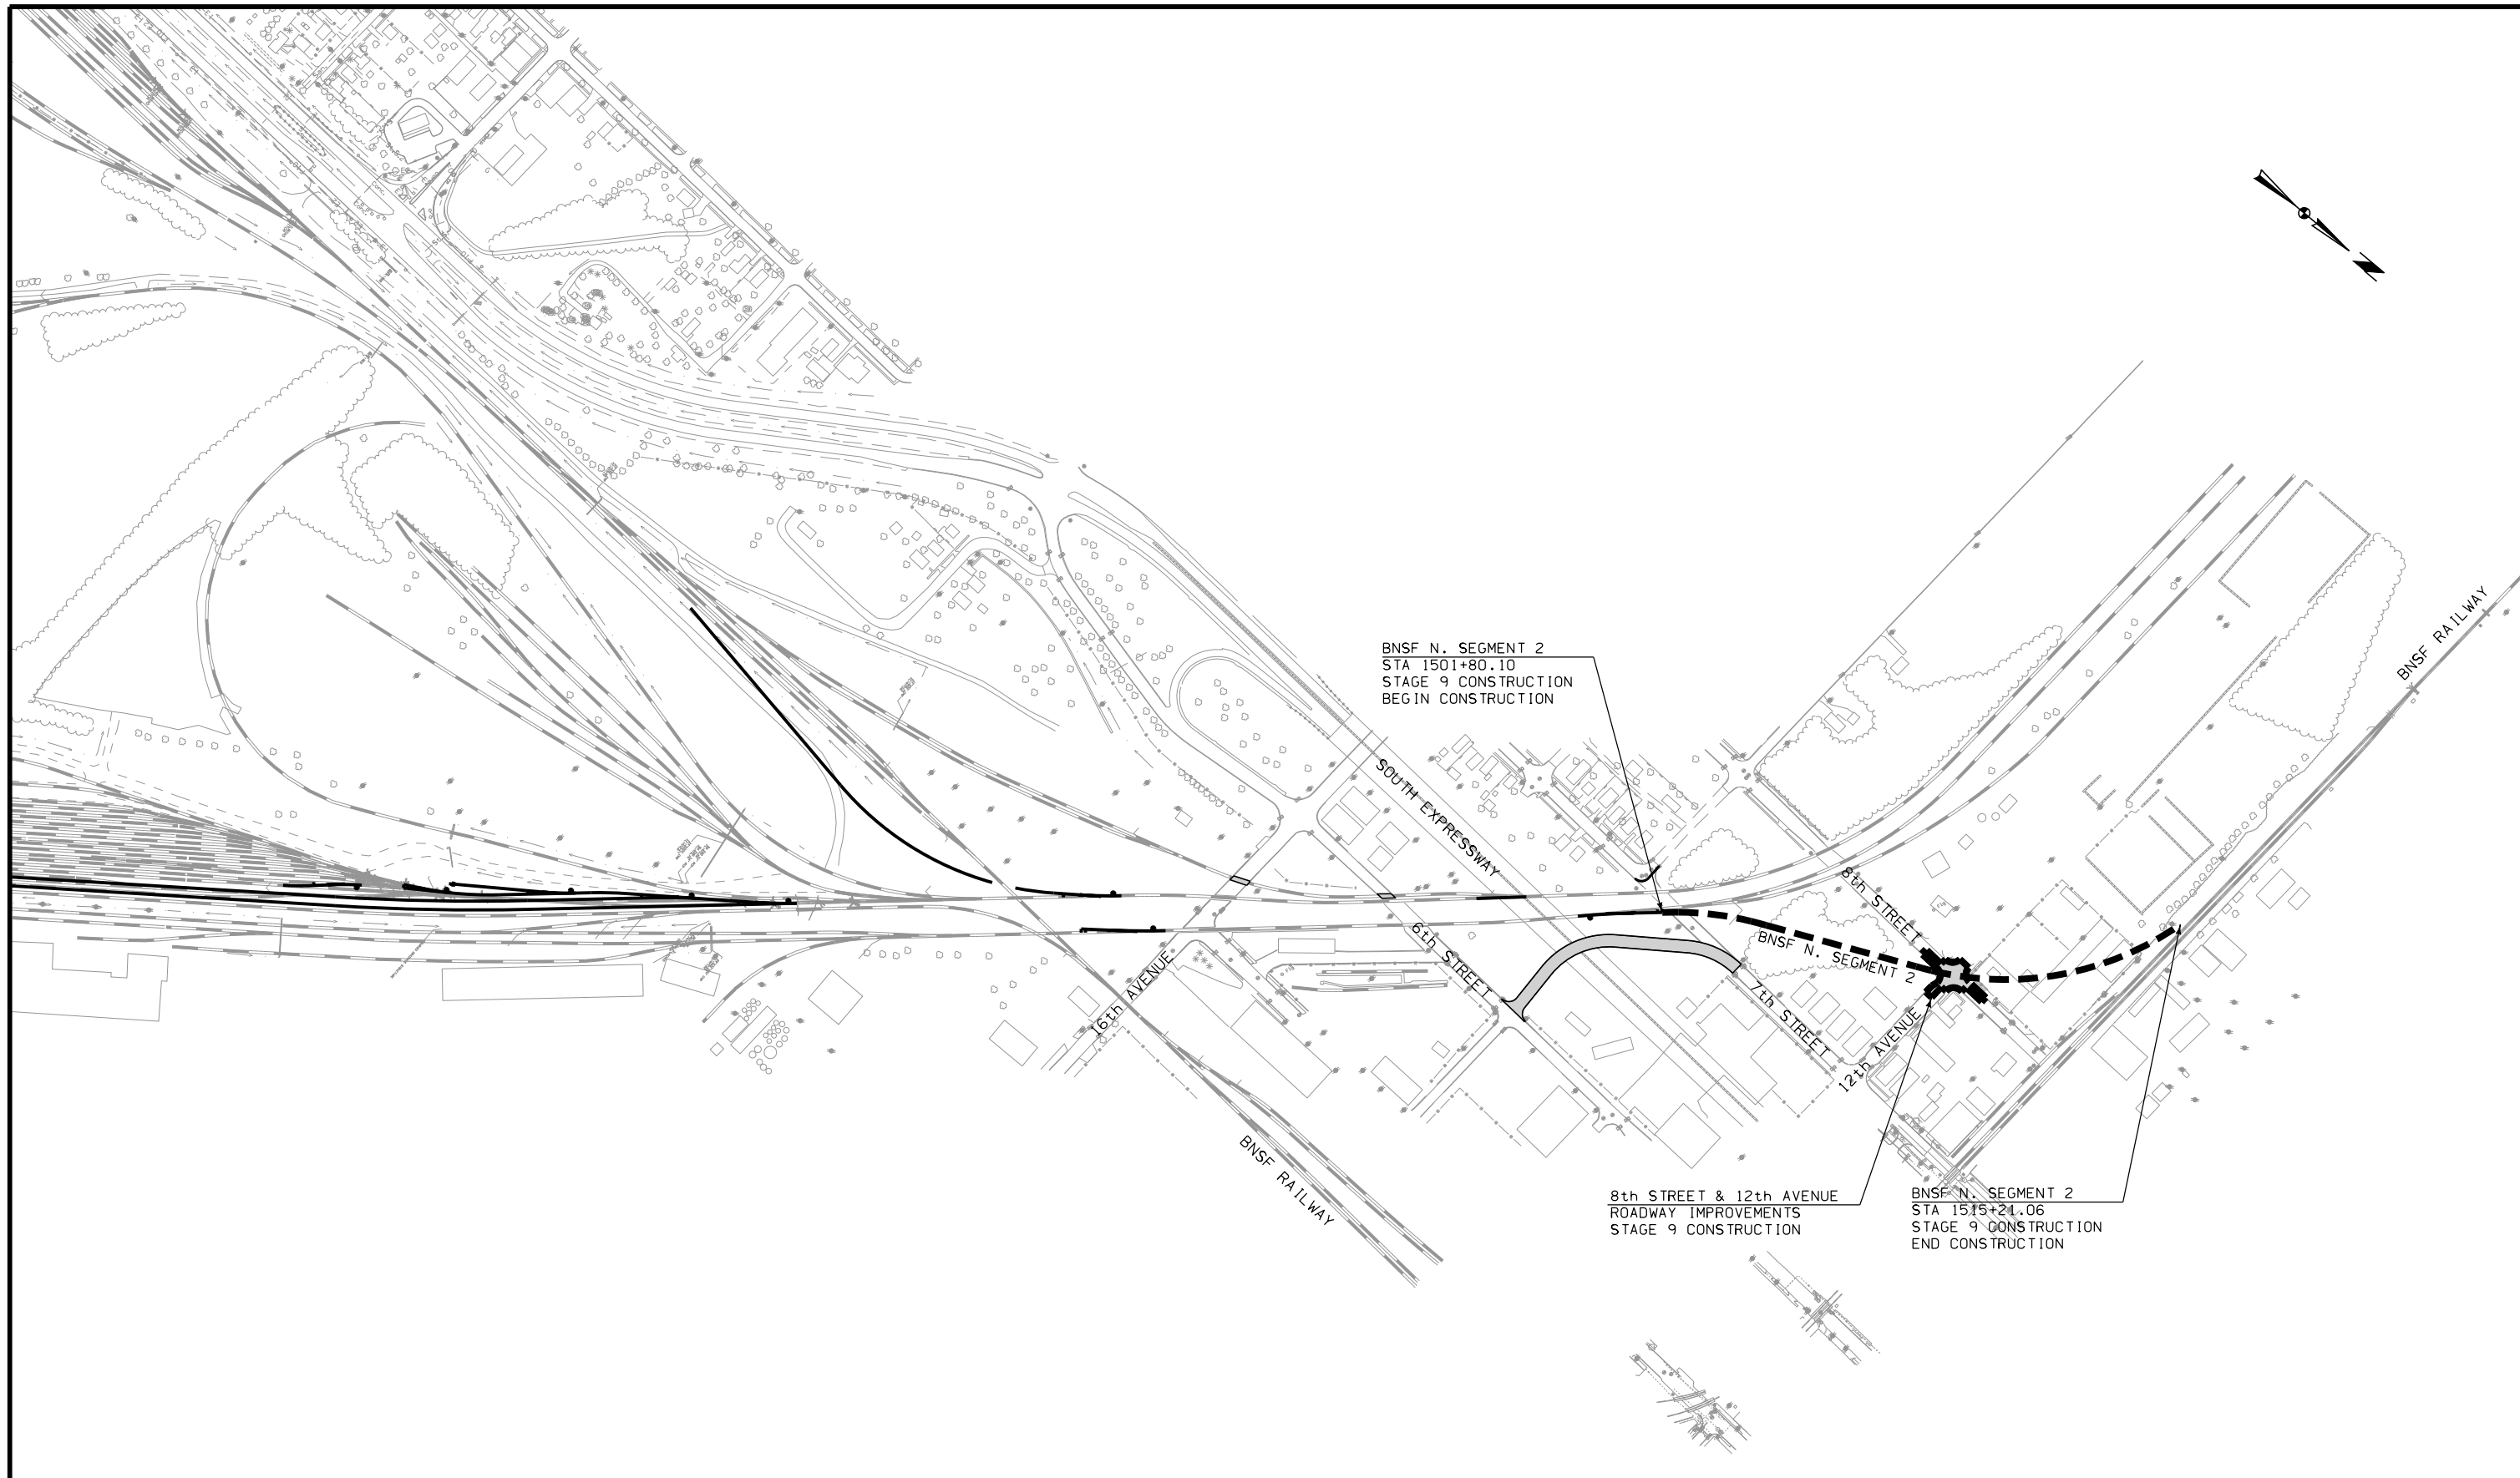 N
BNSF N. SEGMENT 2
STA 1501+80.10
STAGE 9 CONSTRUCTION
BEGIN CONSTRUCTION
BNSF RAILWAY
SOUTH EXPRESSWAY
8th STREET
BNSF N. SEGMENT 2
6th STREET
16th AVENUE
7th STREET
12th AVENUE
BNSF RAILWAY
8th STREET & 12th AVENUE
ROADWAY IMPROVEMENTS
STAGE 9 CONSTRUCTION
BNSF N. SEGMENT 2
STA 1515+21.06
STAGE 9 CONSTRUCTION
END CONSTRUCTION